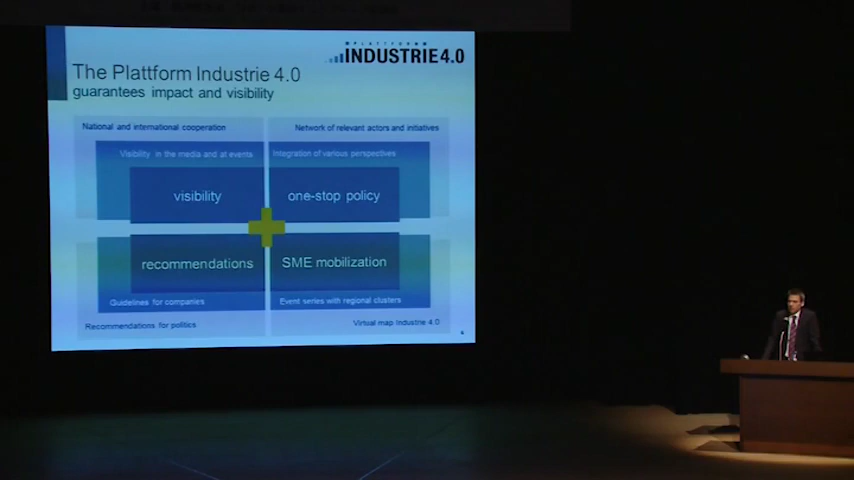 PLATTFORM
INDUSTRIE 4.0
The Plattform Industrie 4.0
guarantees impact and visibility
National and international cooperation
Network of relevant actors and initiatives
Visibility in the media and at events
Integration of various perspectives
visibility
one-stop policy
recommendations
SME mobilization
Guidelines for companies
Event series with regional clusters
Recommendations for politics
Virtual map Industrie 4.0